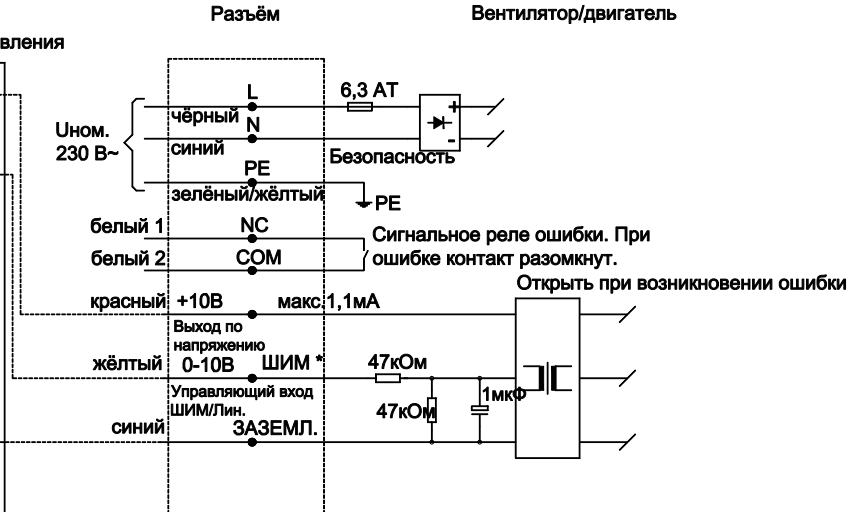 Разъём
Вентилятор/двигатель
вления
L
6,3 АТ
+
чёрный
Uном.
N
230 В~
синий
-
Безопасность
PE
зелёный/жёлтый
PE
белый 1
NC
Сигнальное реле ошибки. При
белый 2
COM
ошибке контакт разомкнут.
Открыть при возникновении ошибки
красный
+10В
макс.1,1мА
Выход по
напряжению
жёлтый
0-10В
ШИМ *
47кОм
Управляющий вход
1мкФ
ШИМ/Лин.
47кОм
синий
ЗАЗЕМЛ.